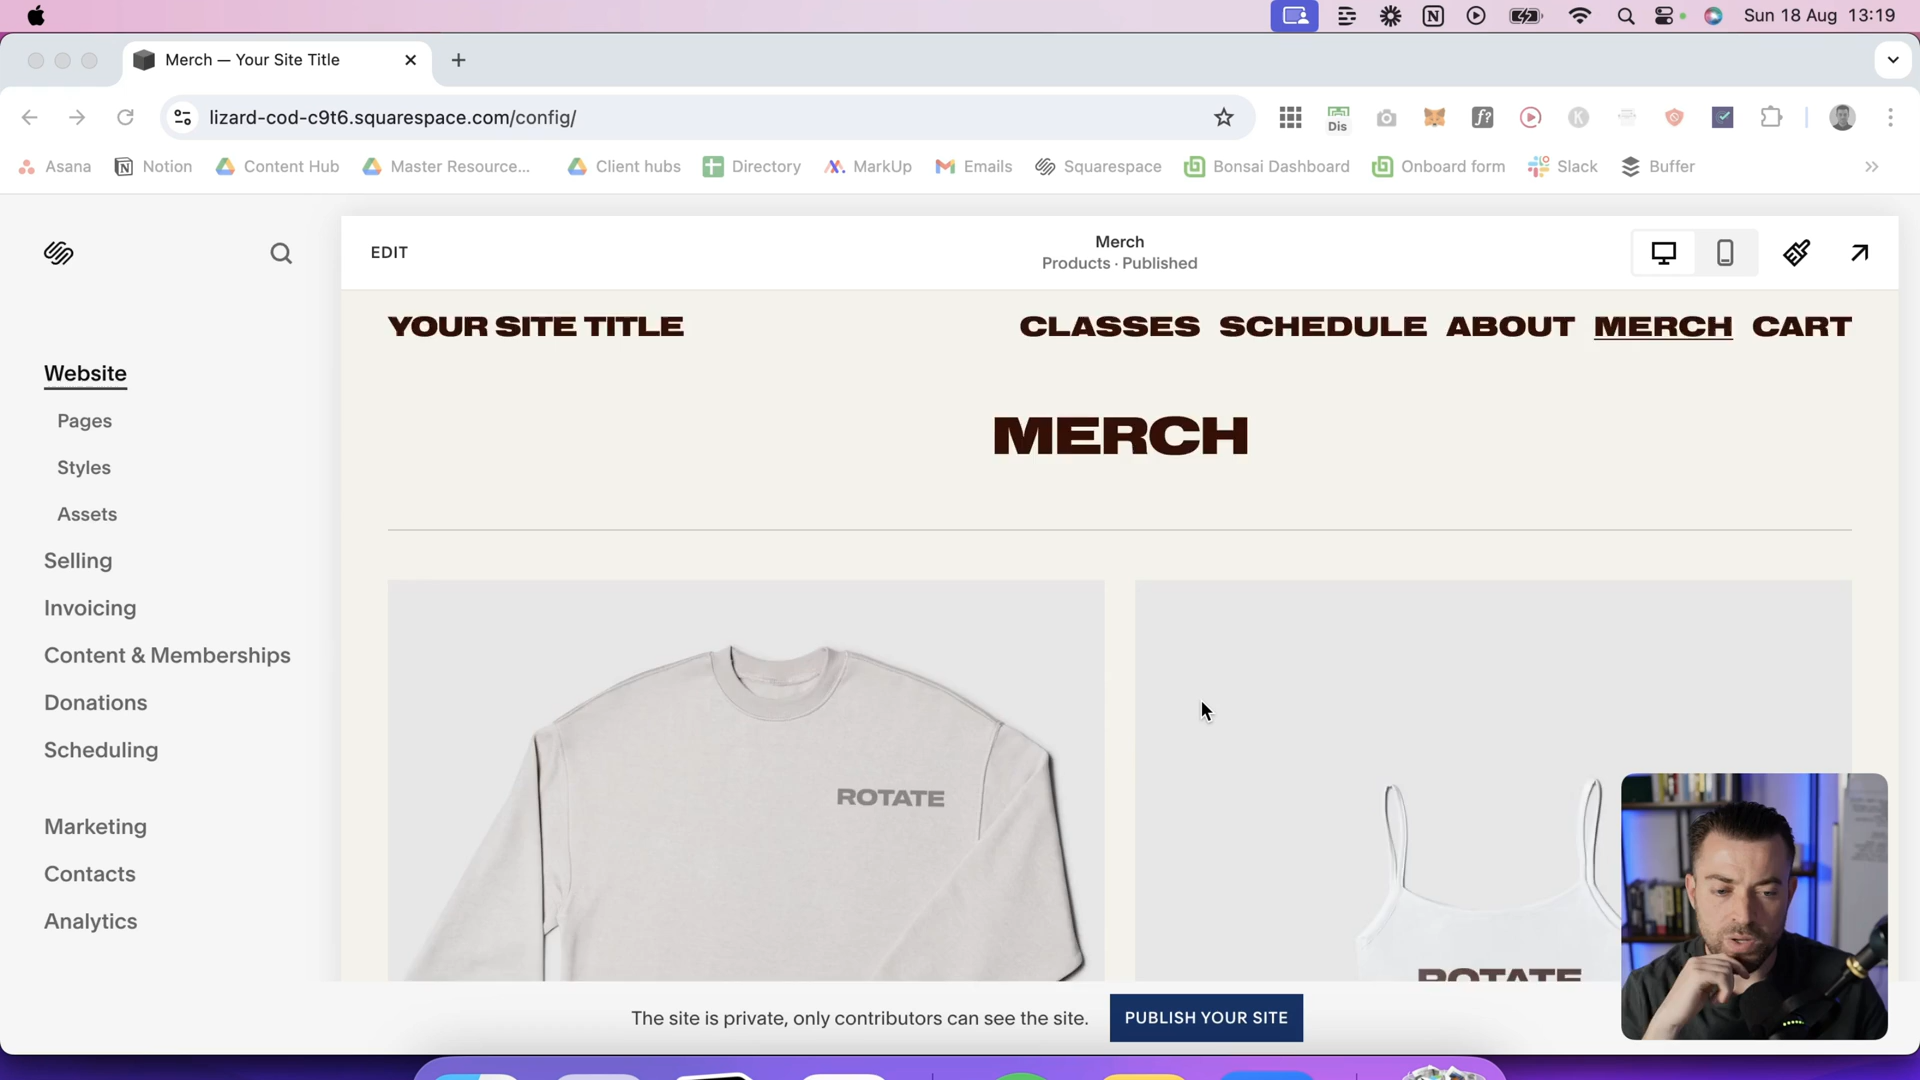 Sun 18 Aug 13:19
Merch — Your Site Title
lizard-cod-c9t6.squarespace.com/config/
Dis
f?
K
Asana
Notion
Content Hub
Master Resource...
Client hubs
Directory
MarkUp
Emails
Squarespace
Bonsai Dashboard
Onboard form
Slack
Buffer
EDIT
Merch
Products · Published
Website
Pages
Styles
Assets
Selling
Invoicing
Content & Memberships
Donations
Scheduling
Marketing
Contacts
Analytics
YOUR SITE TITLE
CLASSES SCHEDULE ABOUT MERCH CART
MERCH
ROTATE
ROTATE
The site is private, only contributors can see the site.
PUBLISH YOUR SITE